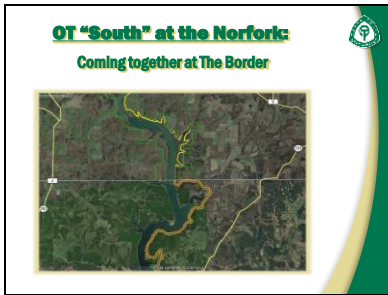 OT “South” at the Norfork:
Coming together at The Border